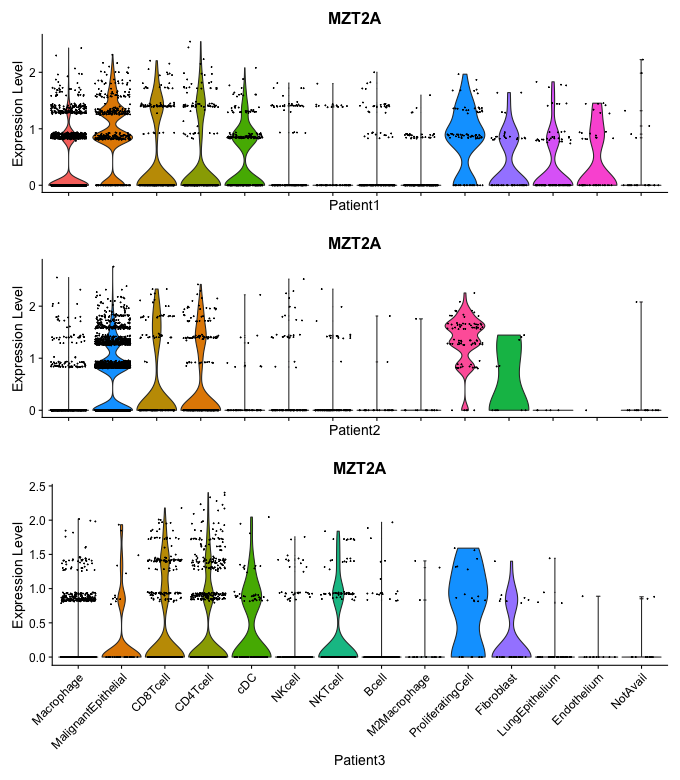 MZT2A
Expression Level
2
1
0
Patient1
MZT2A
Expression Level
2
1
0
Patient2
MZT2A
Expression Level
2.5
2.0
1.5
1.0
0.5
0.0
Macrophage
MalignantEpithelial
CD8Tcell
CD4Tcell
cDC
NKcell
NKTcell
Bcell
M2Macrophage
ProliferatingCell
Fibroblast
LungEpithelium
Endothelium
NotAvail
Patient3